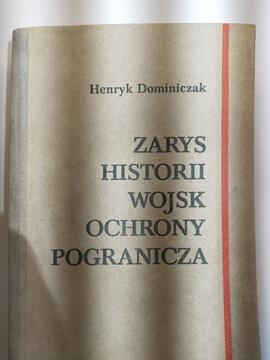 Henryk Dominiczak
ZARYS
HISTORII
WOJSK
OCHRONY
POGRANICZA